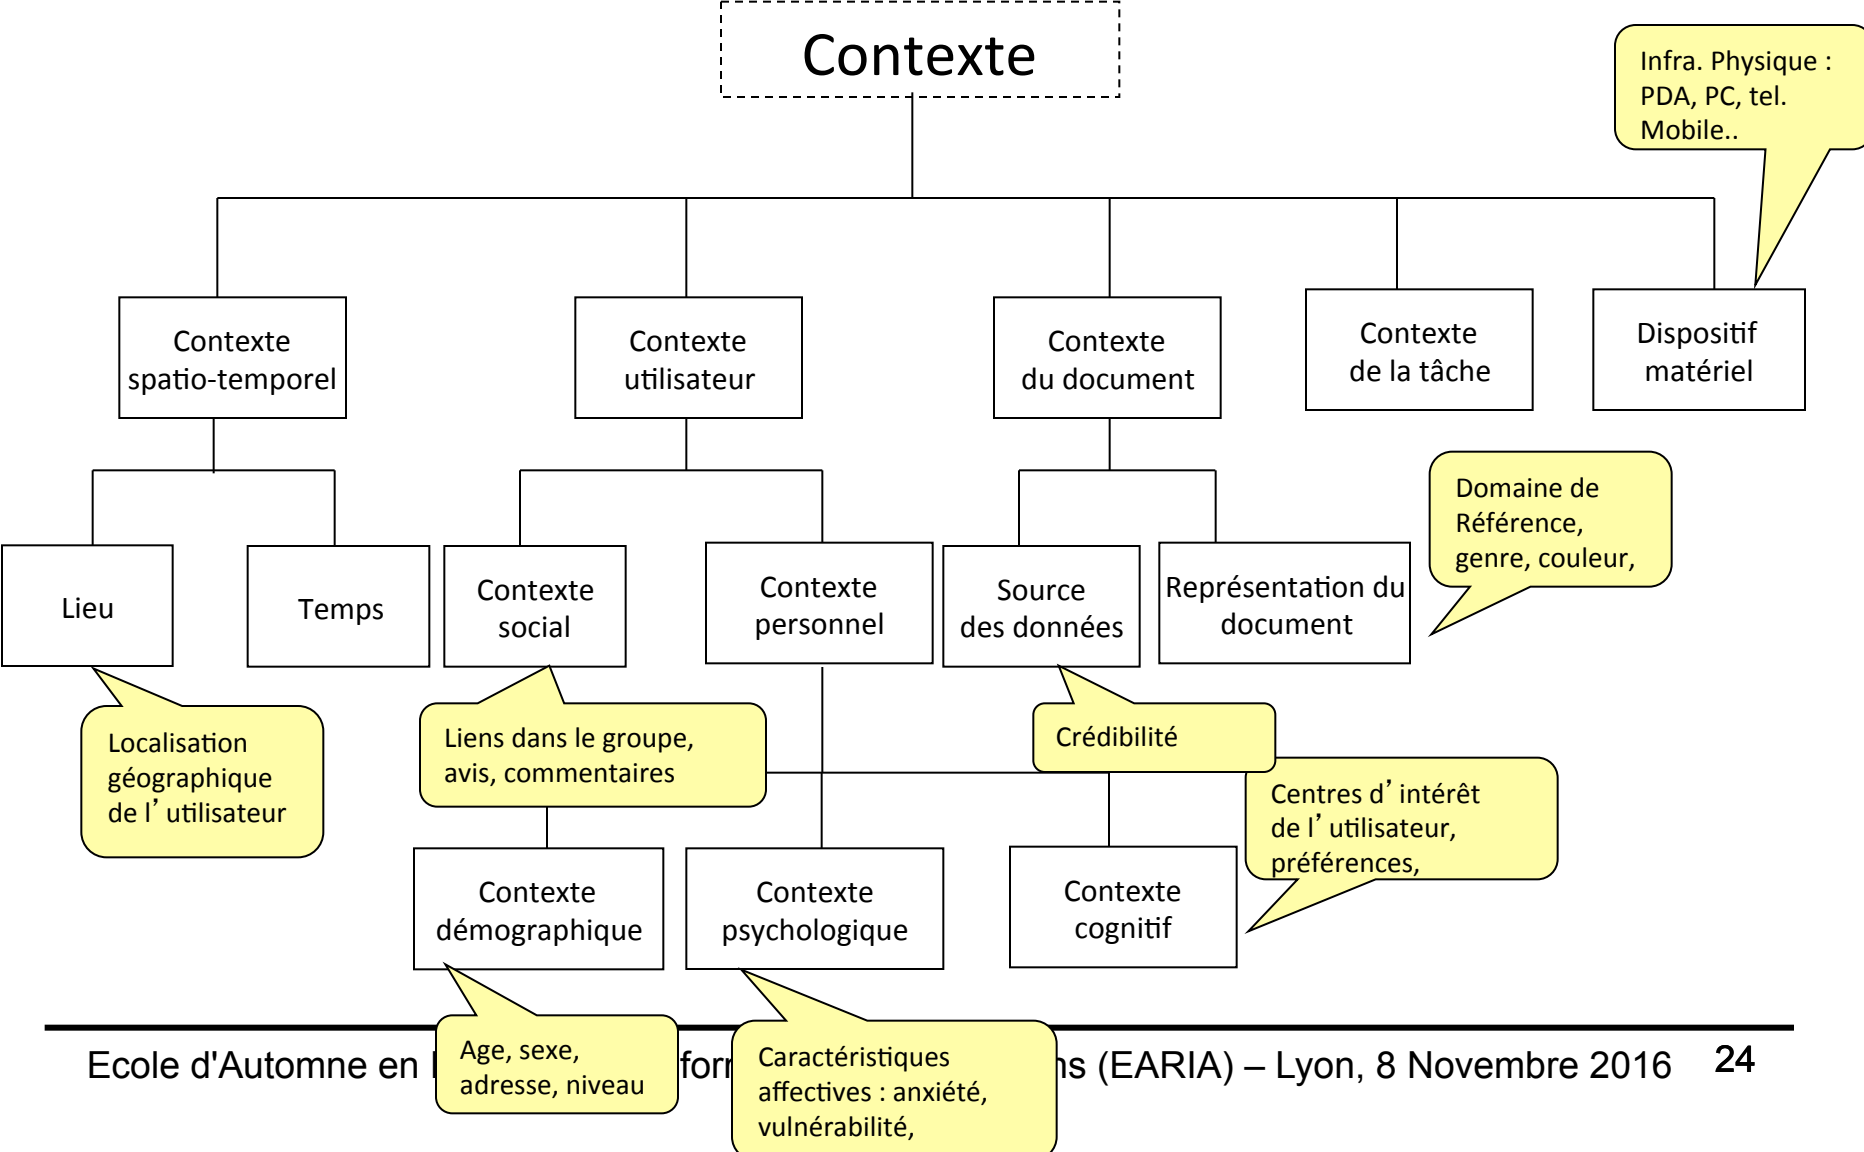 Contexte
Infra. Physique :
PDA, PC, tel.
Mobile..
Contexte
spatio-temporel
Contexte
utilisateur
Contexte
du document
Contexte
de la tâche
Dispositif
matériel
Domaine de
Référence,
genre, couleur,
Lieu
Temps
Contexte
social
Contexte
personnel
Source
des données
Représentation du
document
Localisation
géographique
de l’ utilisateur
Liens dans le groupe,
avis, commentaires
Crédibilité
Centres d’ intérêt
de l’ utilisateur,
préférences,
Contexte
démographique
Contexte
psychologique
Contexte
cognitif
Age, sexe,
adresse, niveau
Caractéristiques
affectives : anxiété,
vulnérabilité,
Ecole d'Automne en (EARIA) – Lyon, 8 Novembre 2016 24